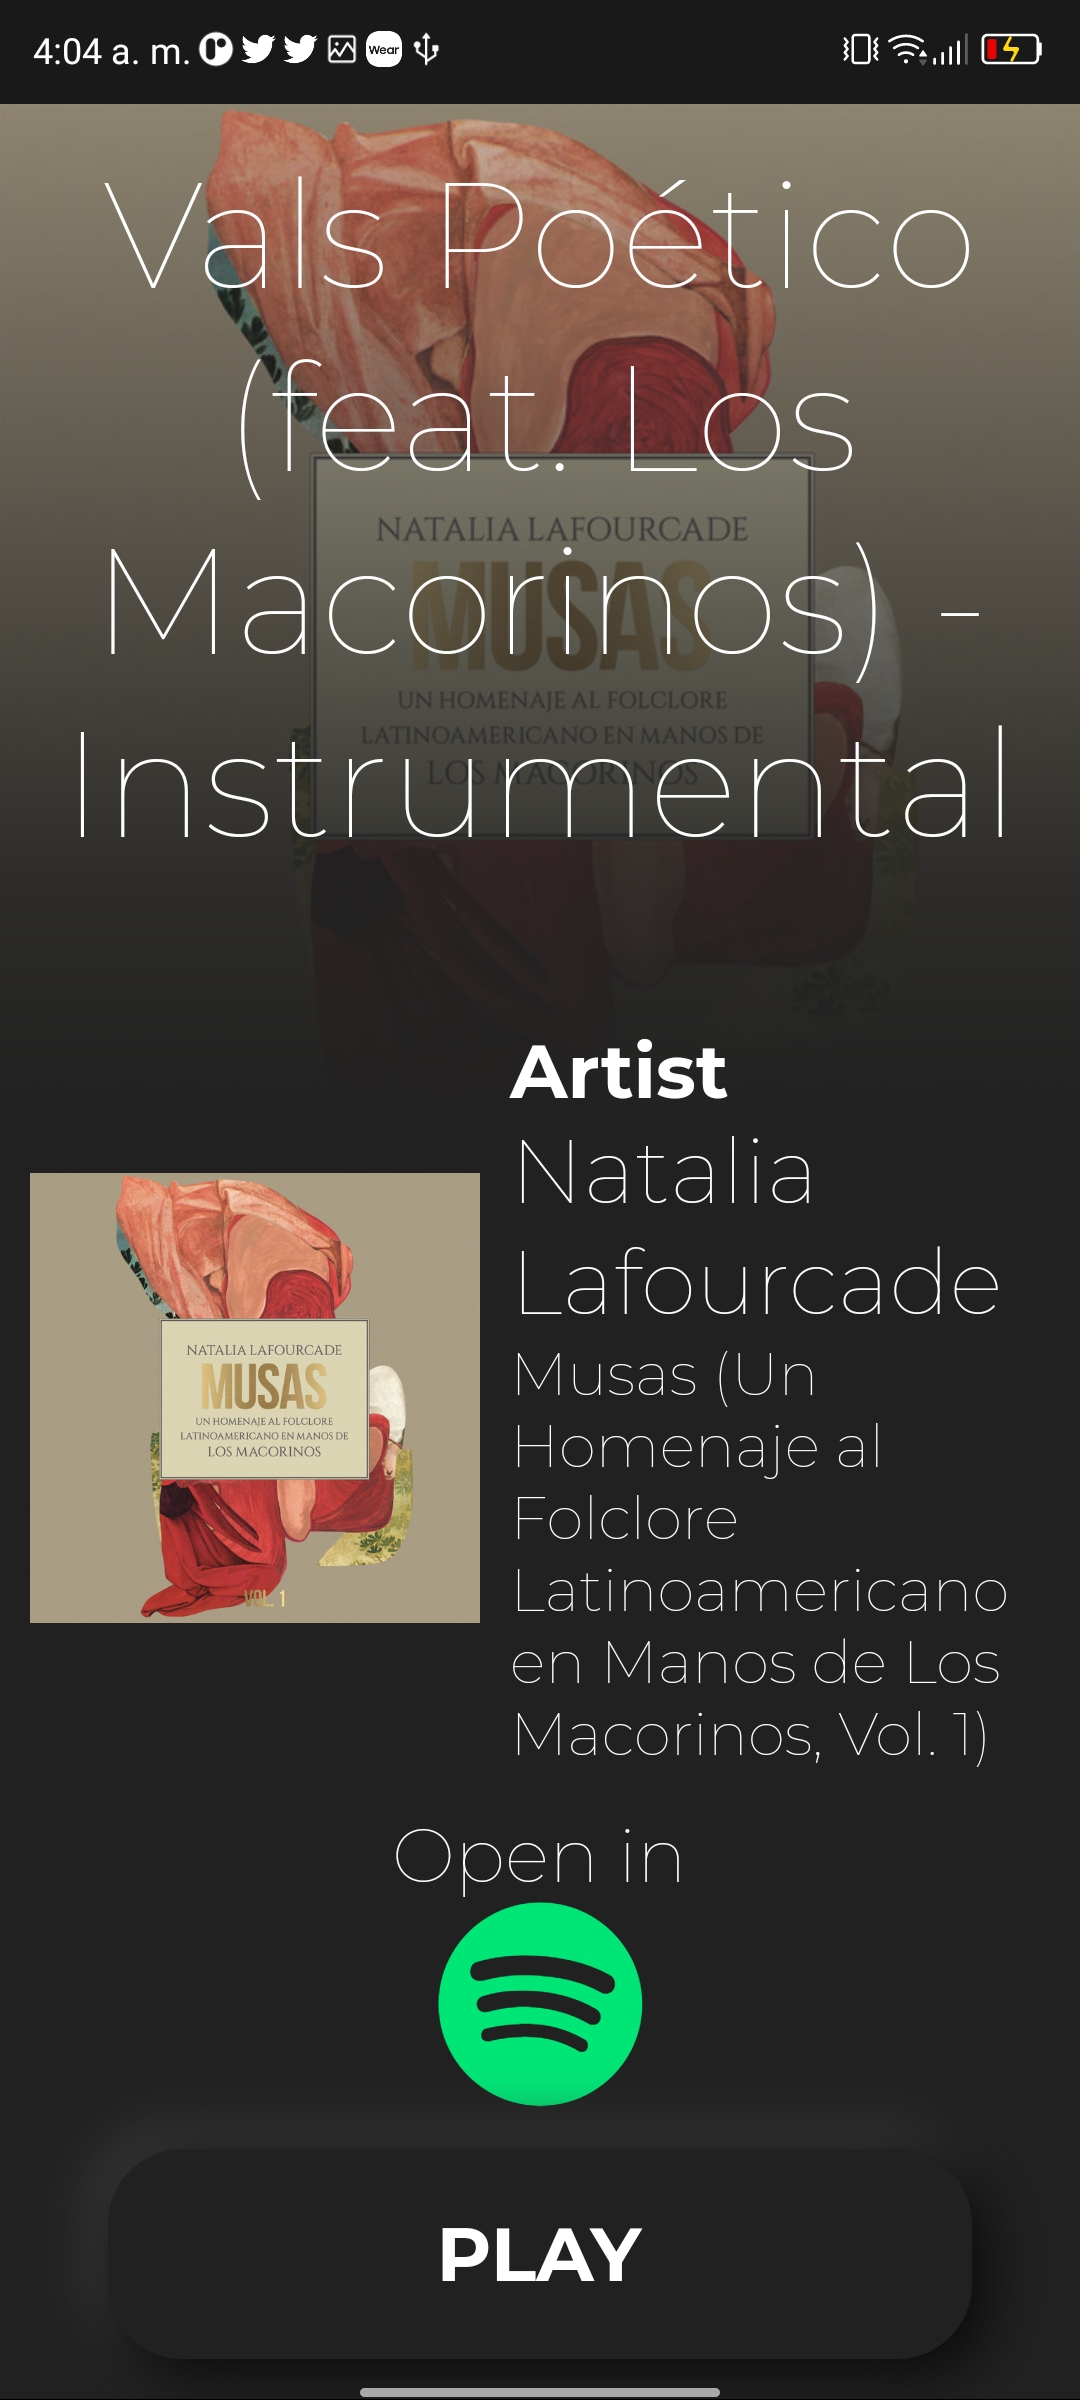 4:04 a. m.
Wear
Vals Poético
(feat. Los
Macorinos) -
Instrumental
NATALIA LAFOURCADE
MUSAS
UN HOMENAJE AL FOLCLORE
LATINOAMERICANO EN MANOS DE
LOS MACORINOS
Artist
Natalia
Lafourcade
Musas (Un
Homenaje al
Folclore
Latinoamericano
en Manos de Los
Macorinos, Vol. 1)
NATALIA LAFOURCADE
MUSAS
UN HOMENAJE AL FOLCLORE
LATINOAMERICANO EN MANOS DE
LOS MACORINOS
VOL. 1
Open in
PLAY